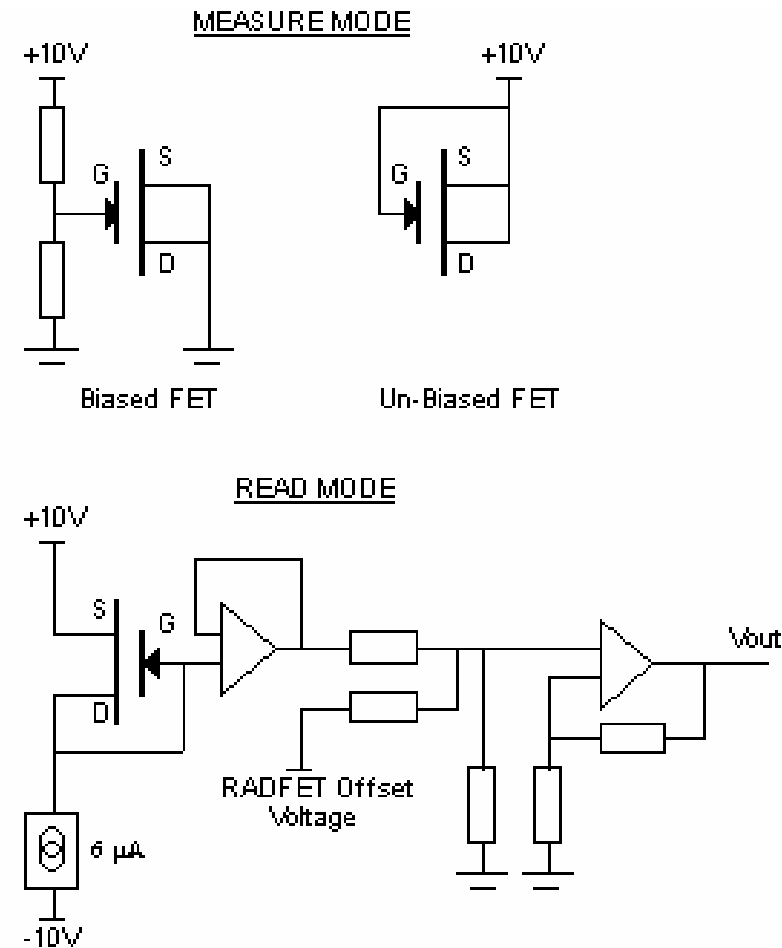 MEASURE MODE
+10V
+10V
S
S
G
G
D
D
Biased FET
Un-Biased FET
READ MODE
+10V
S
G
D
Vout
RADFET Offset
Voltage
6 µA
-10V